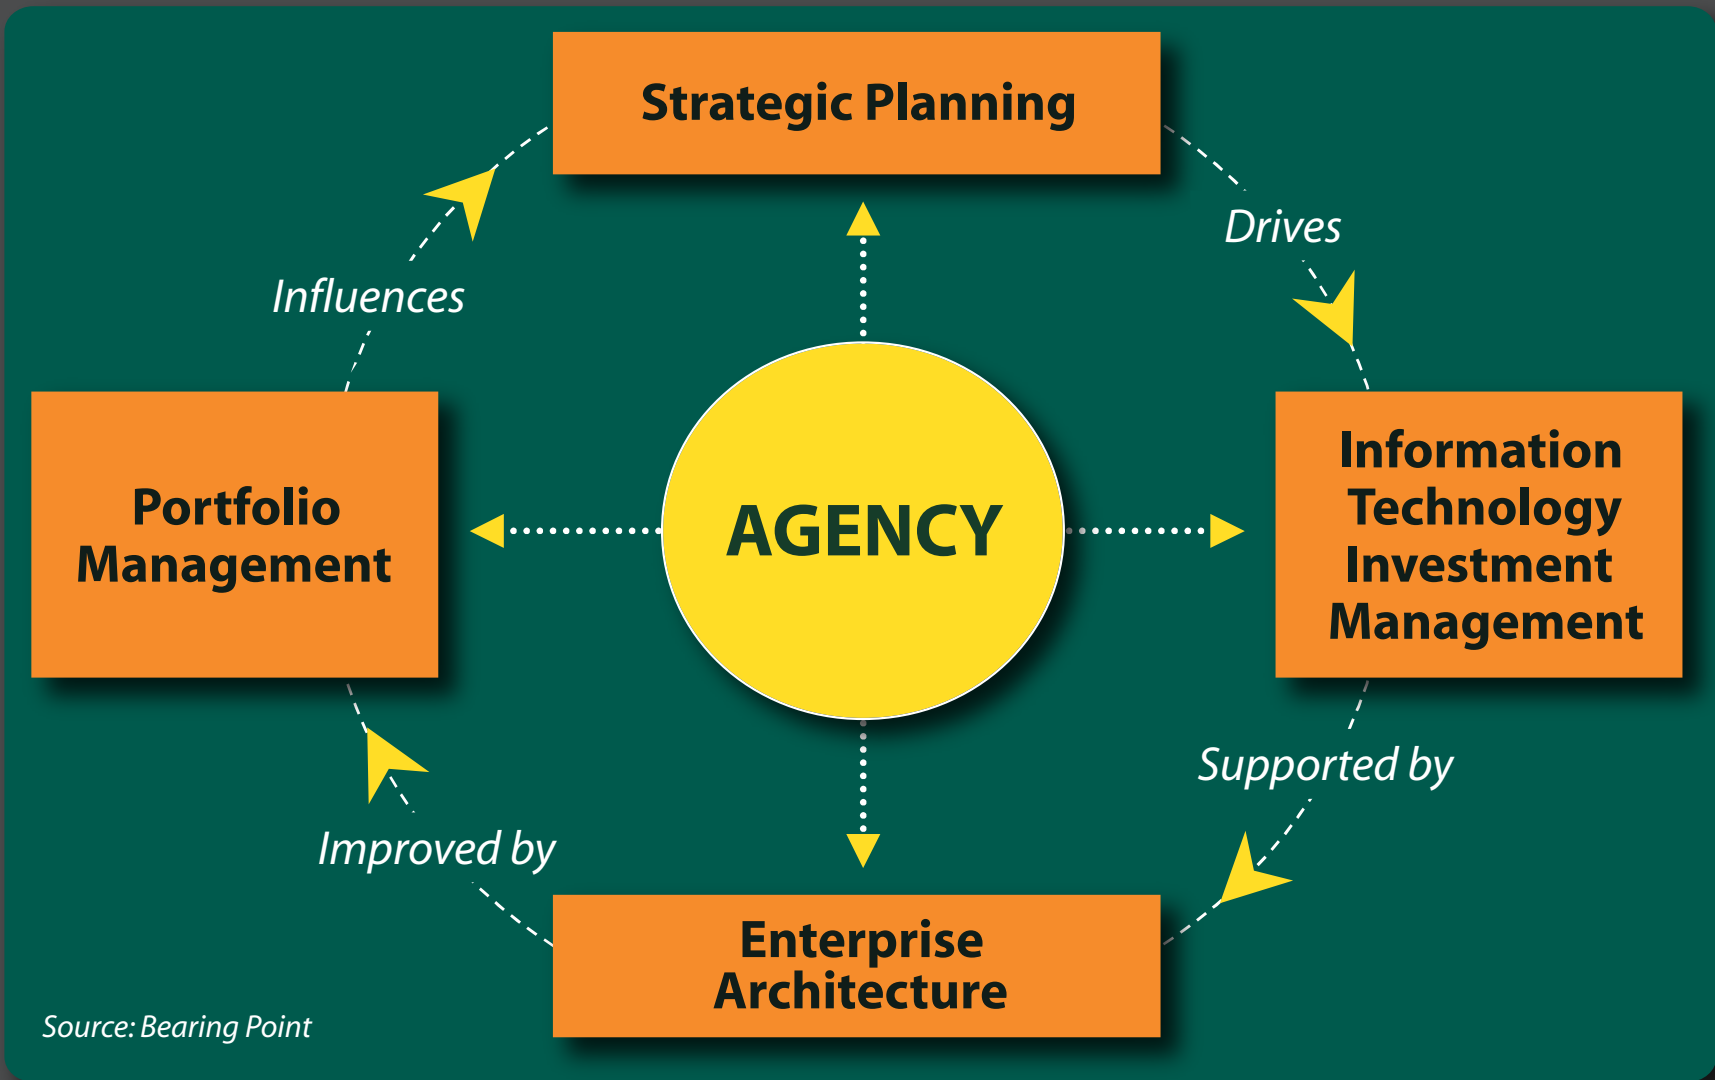 Strategic Planning
Drives
Influences
Information
Technology
Investment
Management
Portfolio
Management
AGENCY
Supported by
Improved by
Enterprise
Architecture
Source: Bearing Point